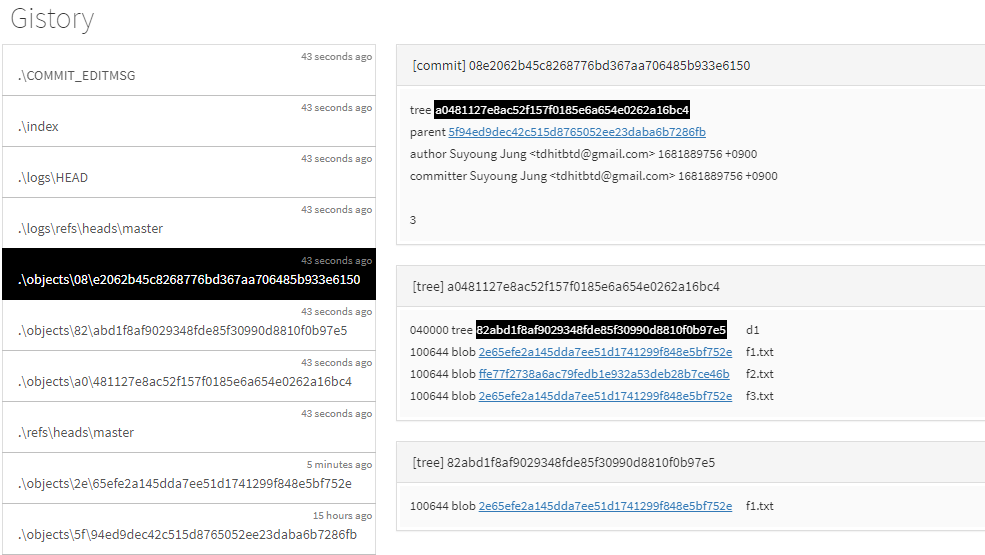 Gistory
43 seconds ago
.\COMMIT_EDITMSG
43 seconds ago
.\index
43 seconds ago
.\logs\HEAD
43 seconds ago
.\logs\refs\heads\master
43 seconds ago
.\objects\08\e2062b45c8268776bd367aa706485b933e6150
43 seconds ago
.\objects\82\abd1f8af9029348fde85f30990d8810f0b97e5
43 seconds ago
.\objects\a0\481127e8ac52f157f0185e6a654e0262a16bc4
43 seconds ago
.\refs\heads\master
5 minutes ago
.\objects\2e\65efe2a145dda7ee51d1741299f848e5bf752e
15 hours ago
.\objects\5f\94ed9dec42c515d8765052ee23daba6b7286fb
[commit] 08e2062b45c8268776bd367aa706485b933e6150
tree a0481127e8ac52f157f0185e6a654e0262a16bc4
parent 5f94ed9dec42c515d8765052ee23daba6b7286fb
author Suyoung Jung <tdhitbtd@gmail.com> 1681889756 +0900
committer Suyoung Jung <tdhitbtd@gmail.com> 1681889756 +0900
3
[tree] a0481127e8ac52f157f0185e6a654e0262a16bc4
040000 tree 82abd1f8af9029348fde85f30990d8810f0b97e5 d1
100644 blob 2e65efe2a145dda7ee51d1741299f848e5bf752e f1.txt
100644 blob ffe77f2738a6ac79fedb1e932a53deb28b7ce46b f2.txt
100644 blob 2e65efe2a145dda7ee51d1741299f848e5bf752e f3.txt
[tree] 82abd1f8af9029348fde85f30990d8810f0b97e5
100644 blob 2e65efe2a145dda7ee51d1741299f848e5bf752e f1.txt